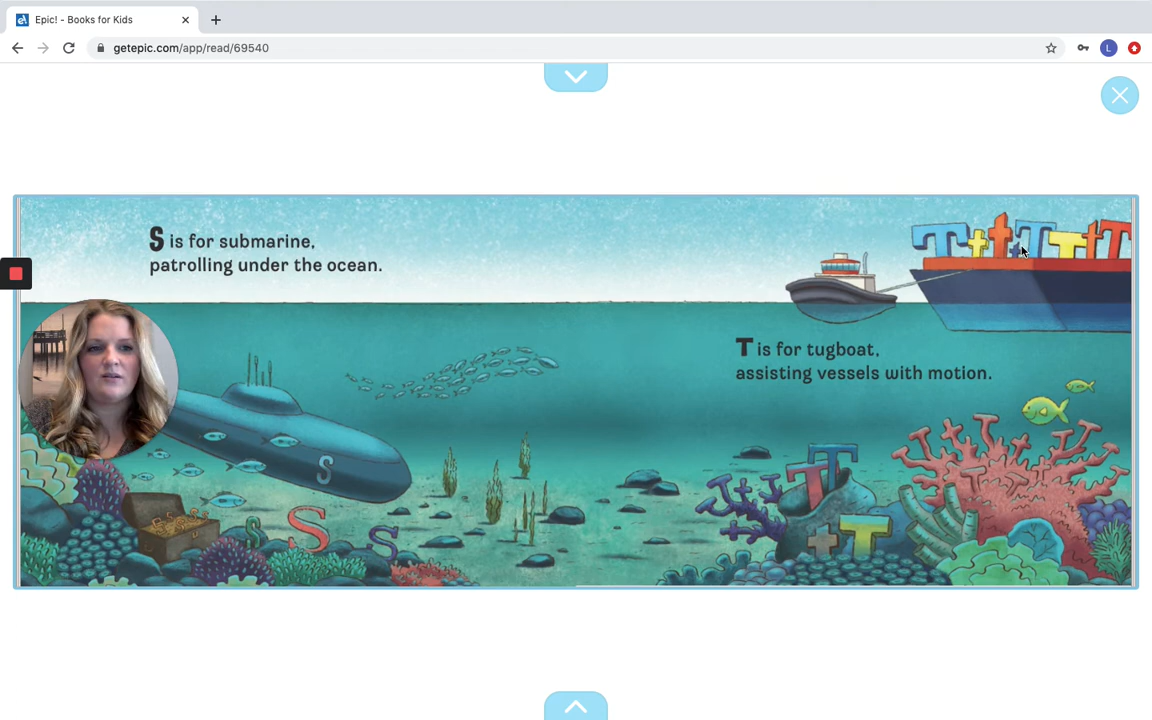 Epic! - Books for Kids
getepic.com/app/read/69540
L
S is for submarine,
patrolling under the ocean.
T t t t T T t T
T is for tugboat,
assisting vessels with motion.
S
S S S
T T
t T